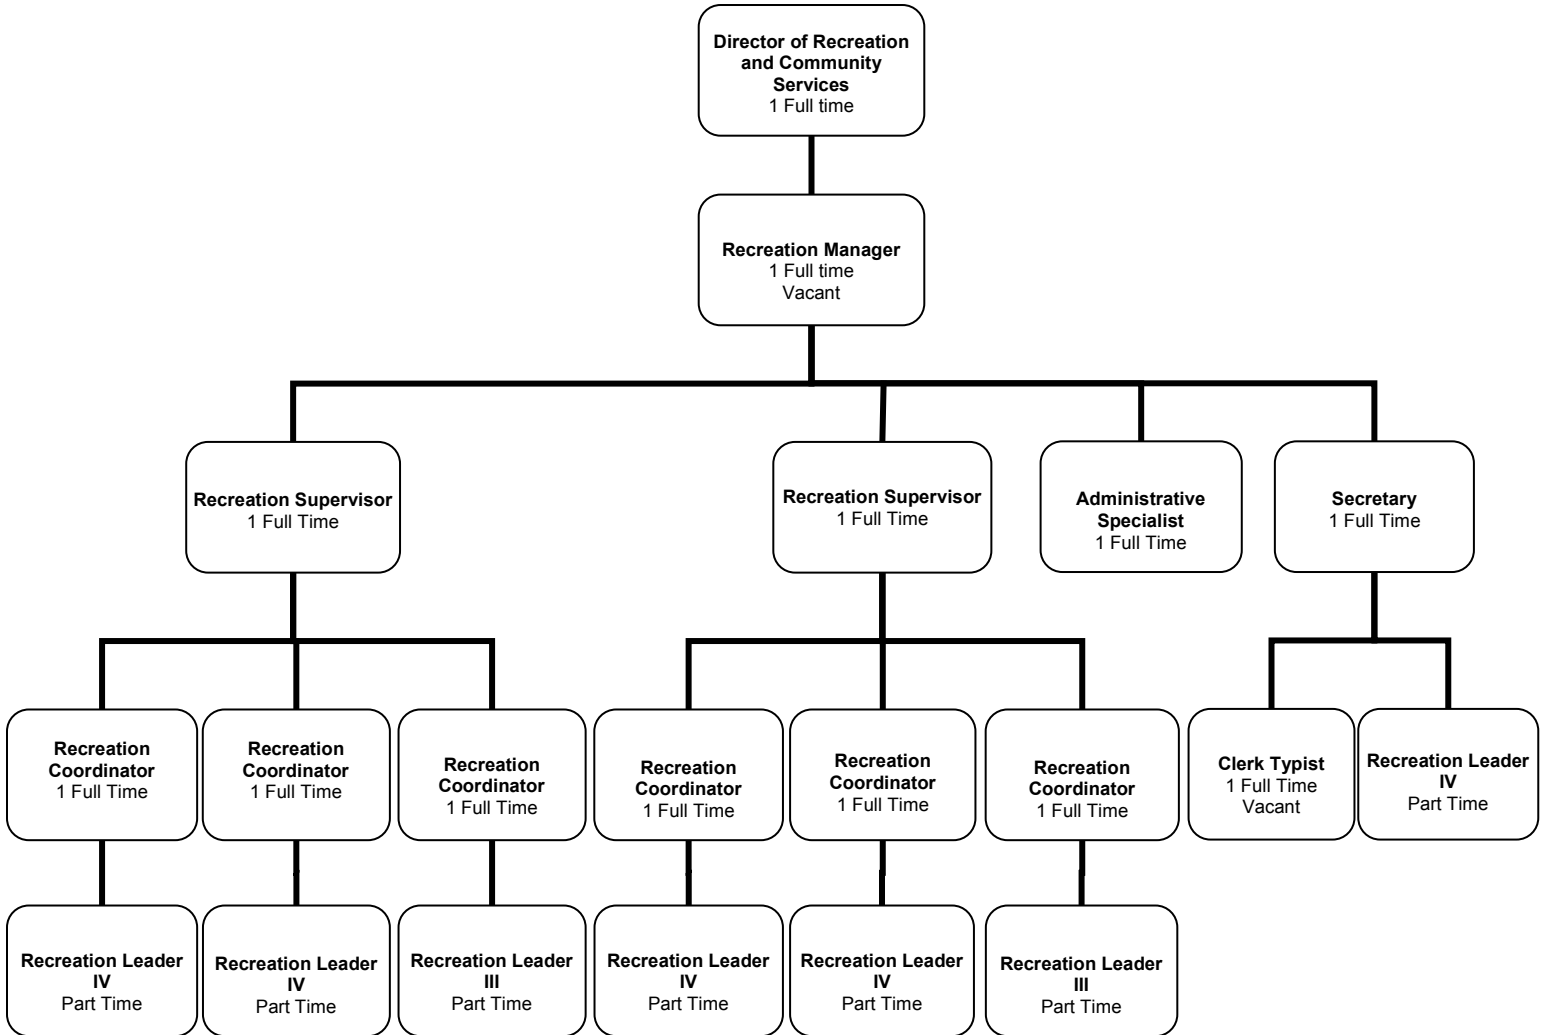 Director of Recreation
and Community
Services
1 Full time
Recreation Manager
1 Full time
Vacant
Recreation Supervisor
1 Full Time
Recreation Supervisor
1 Full Time
Administrative
Specialist
1 Full Time
Secretary
1 Full Time
Recreation
Coordinator
1 Full Time
Recreation
Coordinator
1 Full Time
Recreation
Coordinator
1 Full Time
Recreation
Coordinator
1 Full Time
Recreation
Coordinator
1 Full Time
Recreation
Coordinator
1 Full Time
Clerk Typist
1 Full Time
Vacant
Recreation Leader
IV
Part Time
Recreation Leader
IV
Part Time
Recreation Leader
IV
Part Time
Recreation Leader
III
Part Time
Recreation Leader
IV
Part Time
Recreation Leader
IV
Part Time
Recreation Leader
III
Part Time